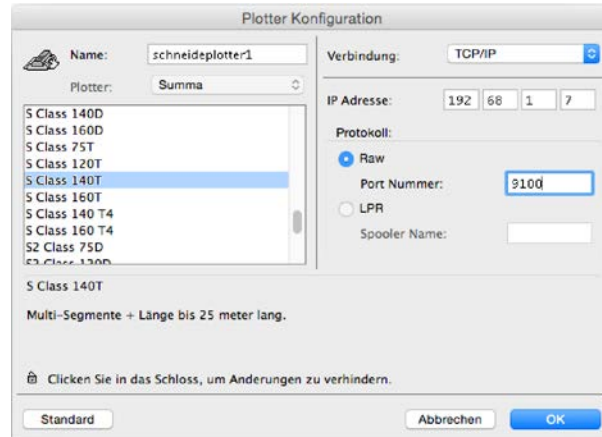 Plotter Konfiguration
Name: schneideplotter1
Plotter: Summa
S Class 140D
S Class 160D
S Class 75T
S Class 120T
S Class 140T
S Class 160T
S Class 140 T4
S Class 160 T4
S2 Class 75D
S2 Class 120D
Verbindung: TCP/IP
IP Adresse: 192 68 1 7
Protokoll:
Raw
Port Nummer: 9100
LPR
Spooler Name:
S Class 140T
Multi-Segmente + Länge bis 25 meter lang.
Clicken Sie in das Schloss, um Anderungen zu verhindern.
Standard Abbrechen OK